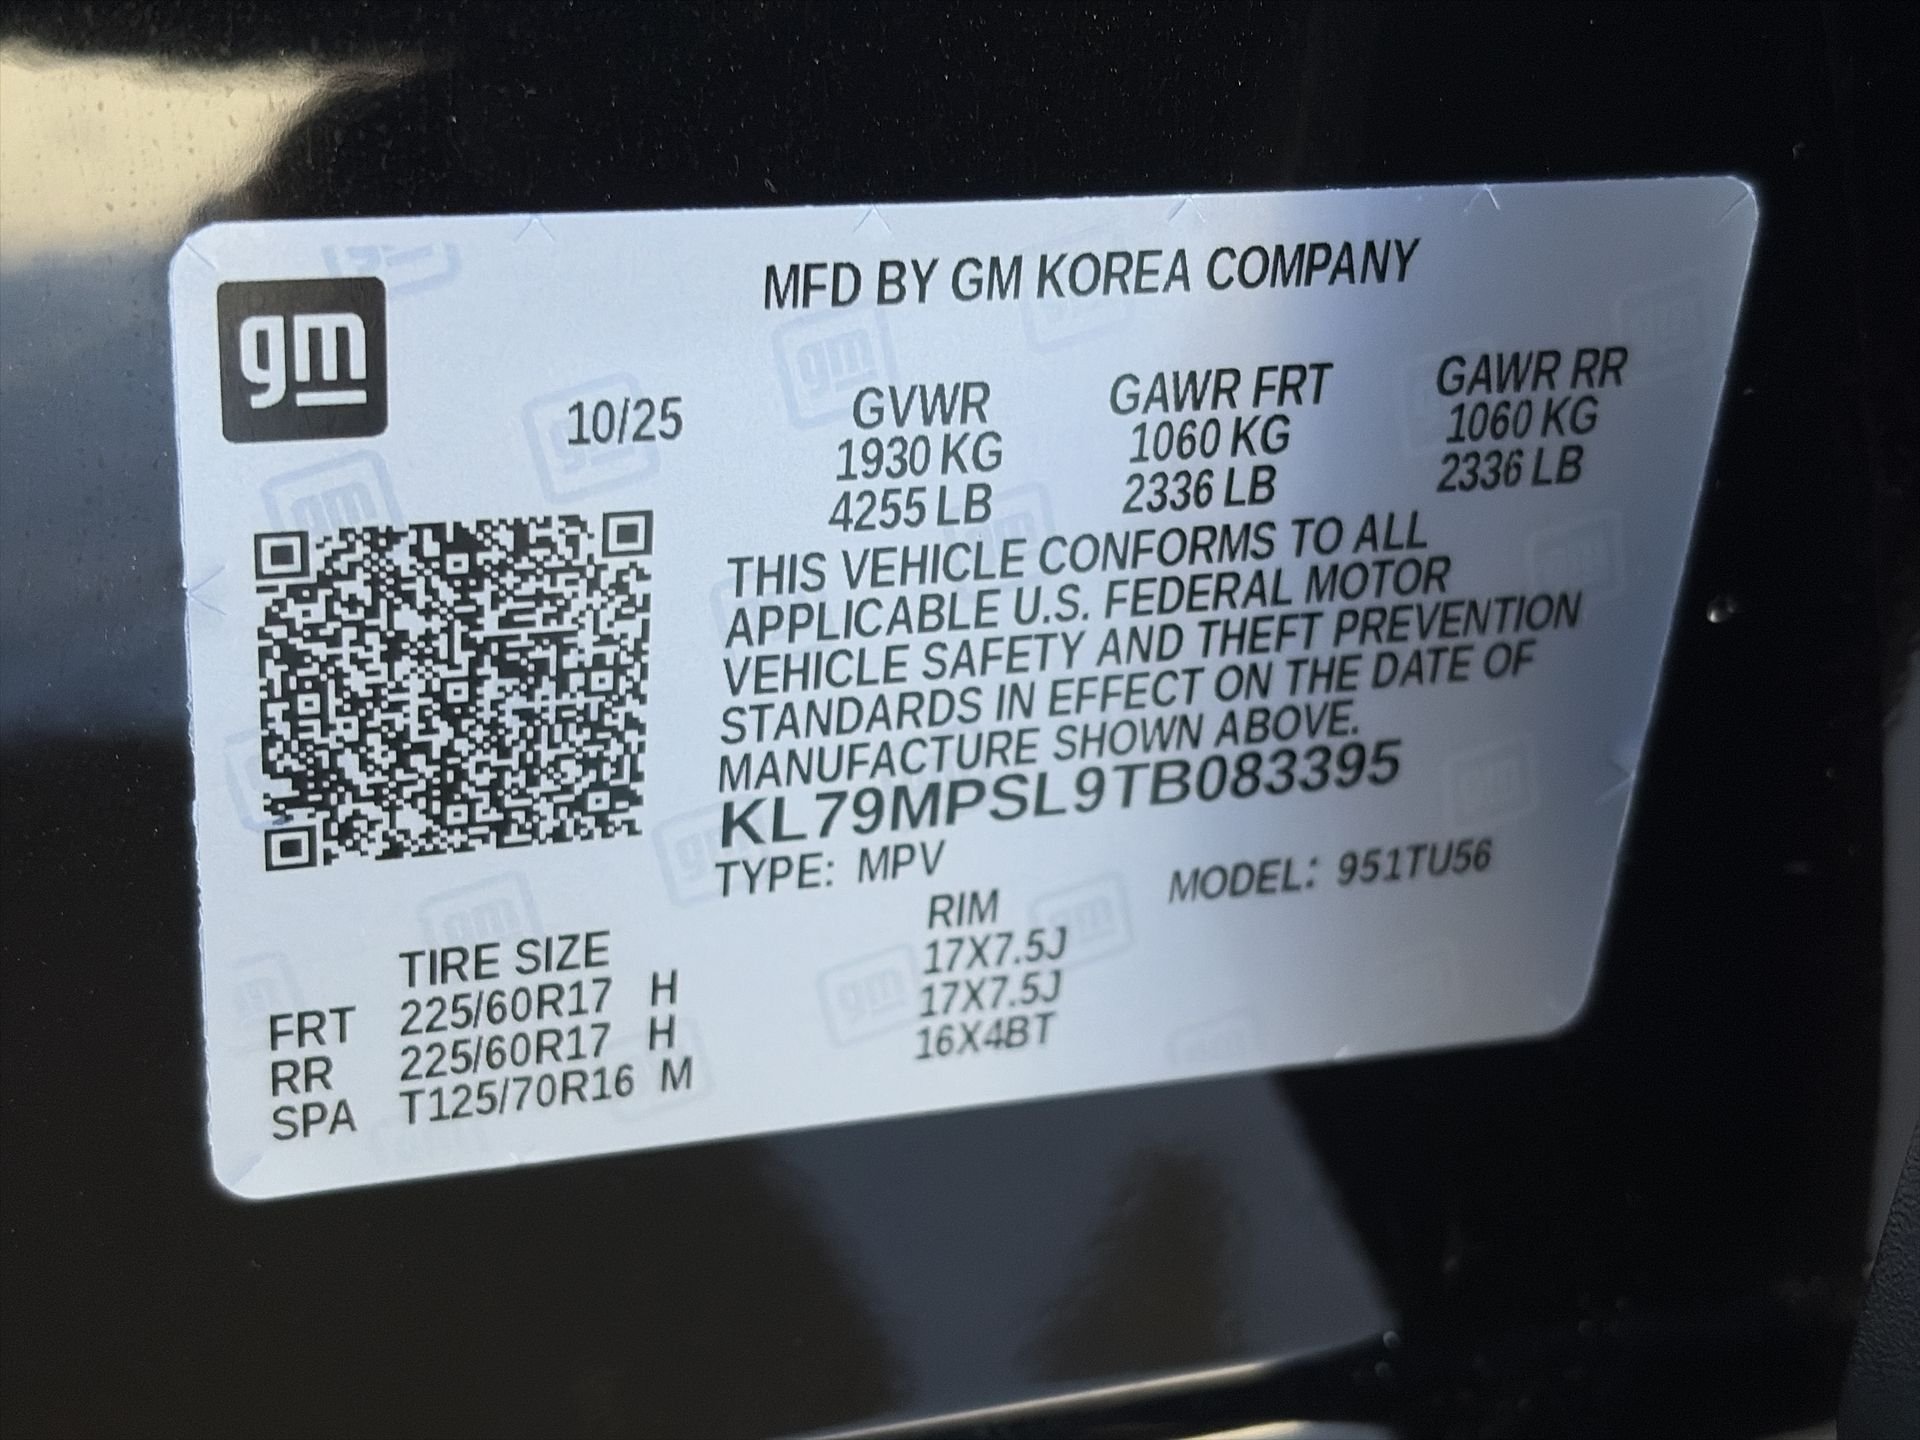 gm
MFD BY GM KOREA COMPANY
10/25 GVWR GAWR FRT GAWR RR
1930 KG 1060 KG 1060 KG
4255 LB 2336 LB 2336 LB
THIS VEHICLE CONFORMS TO ALL
APPLICABLE U.S. FEDERAL MOTOR
VEHICLE SAFETY AND THEFT PREVENTION
STANDARDS IN EFFECT ON THE DATE OF
MANUFACTURE SHOWN ABOVE.
KL79MPSL9TB083395
TYPE: MPV MODEL: 951TU56
TIRE SIZE RIM
FRT 225/60R17 H 17X7.5J
RR 225/60R17 H 17X7.5J
SPA T125/70R16 M 16X4BT